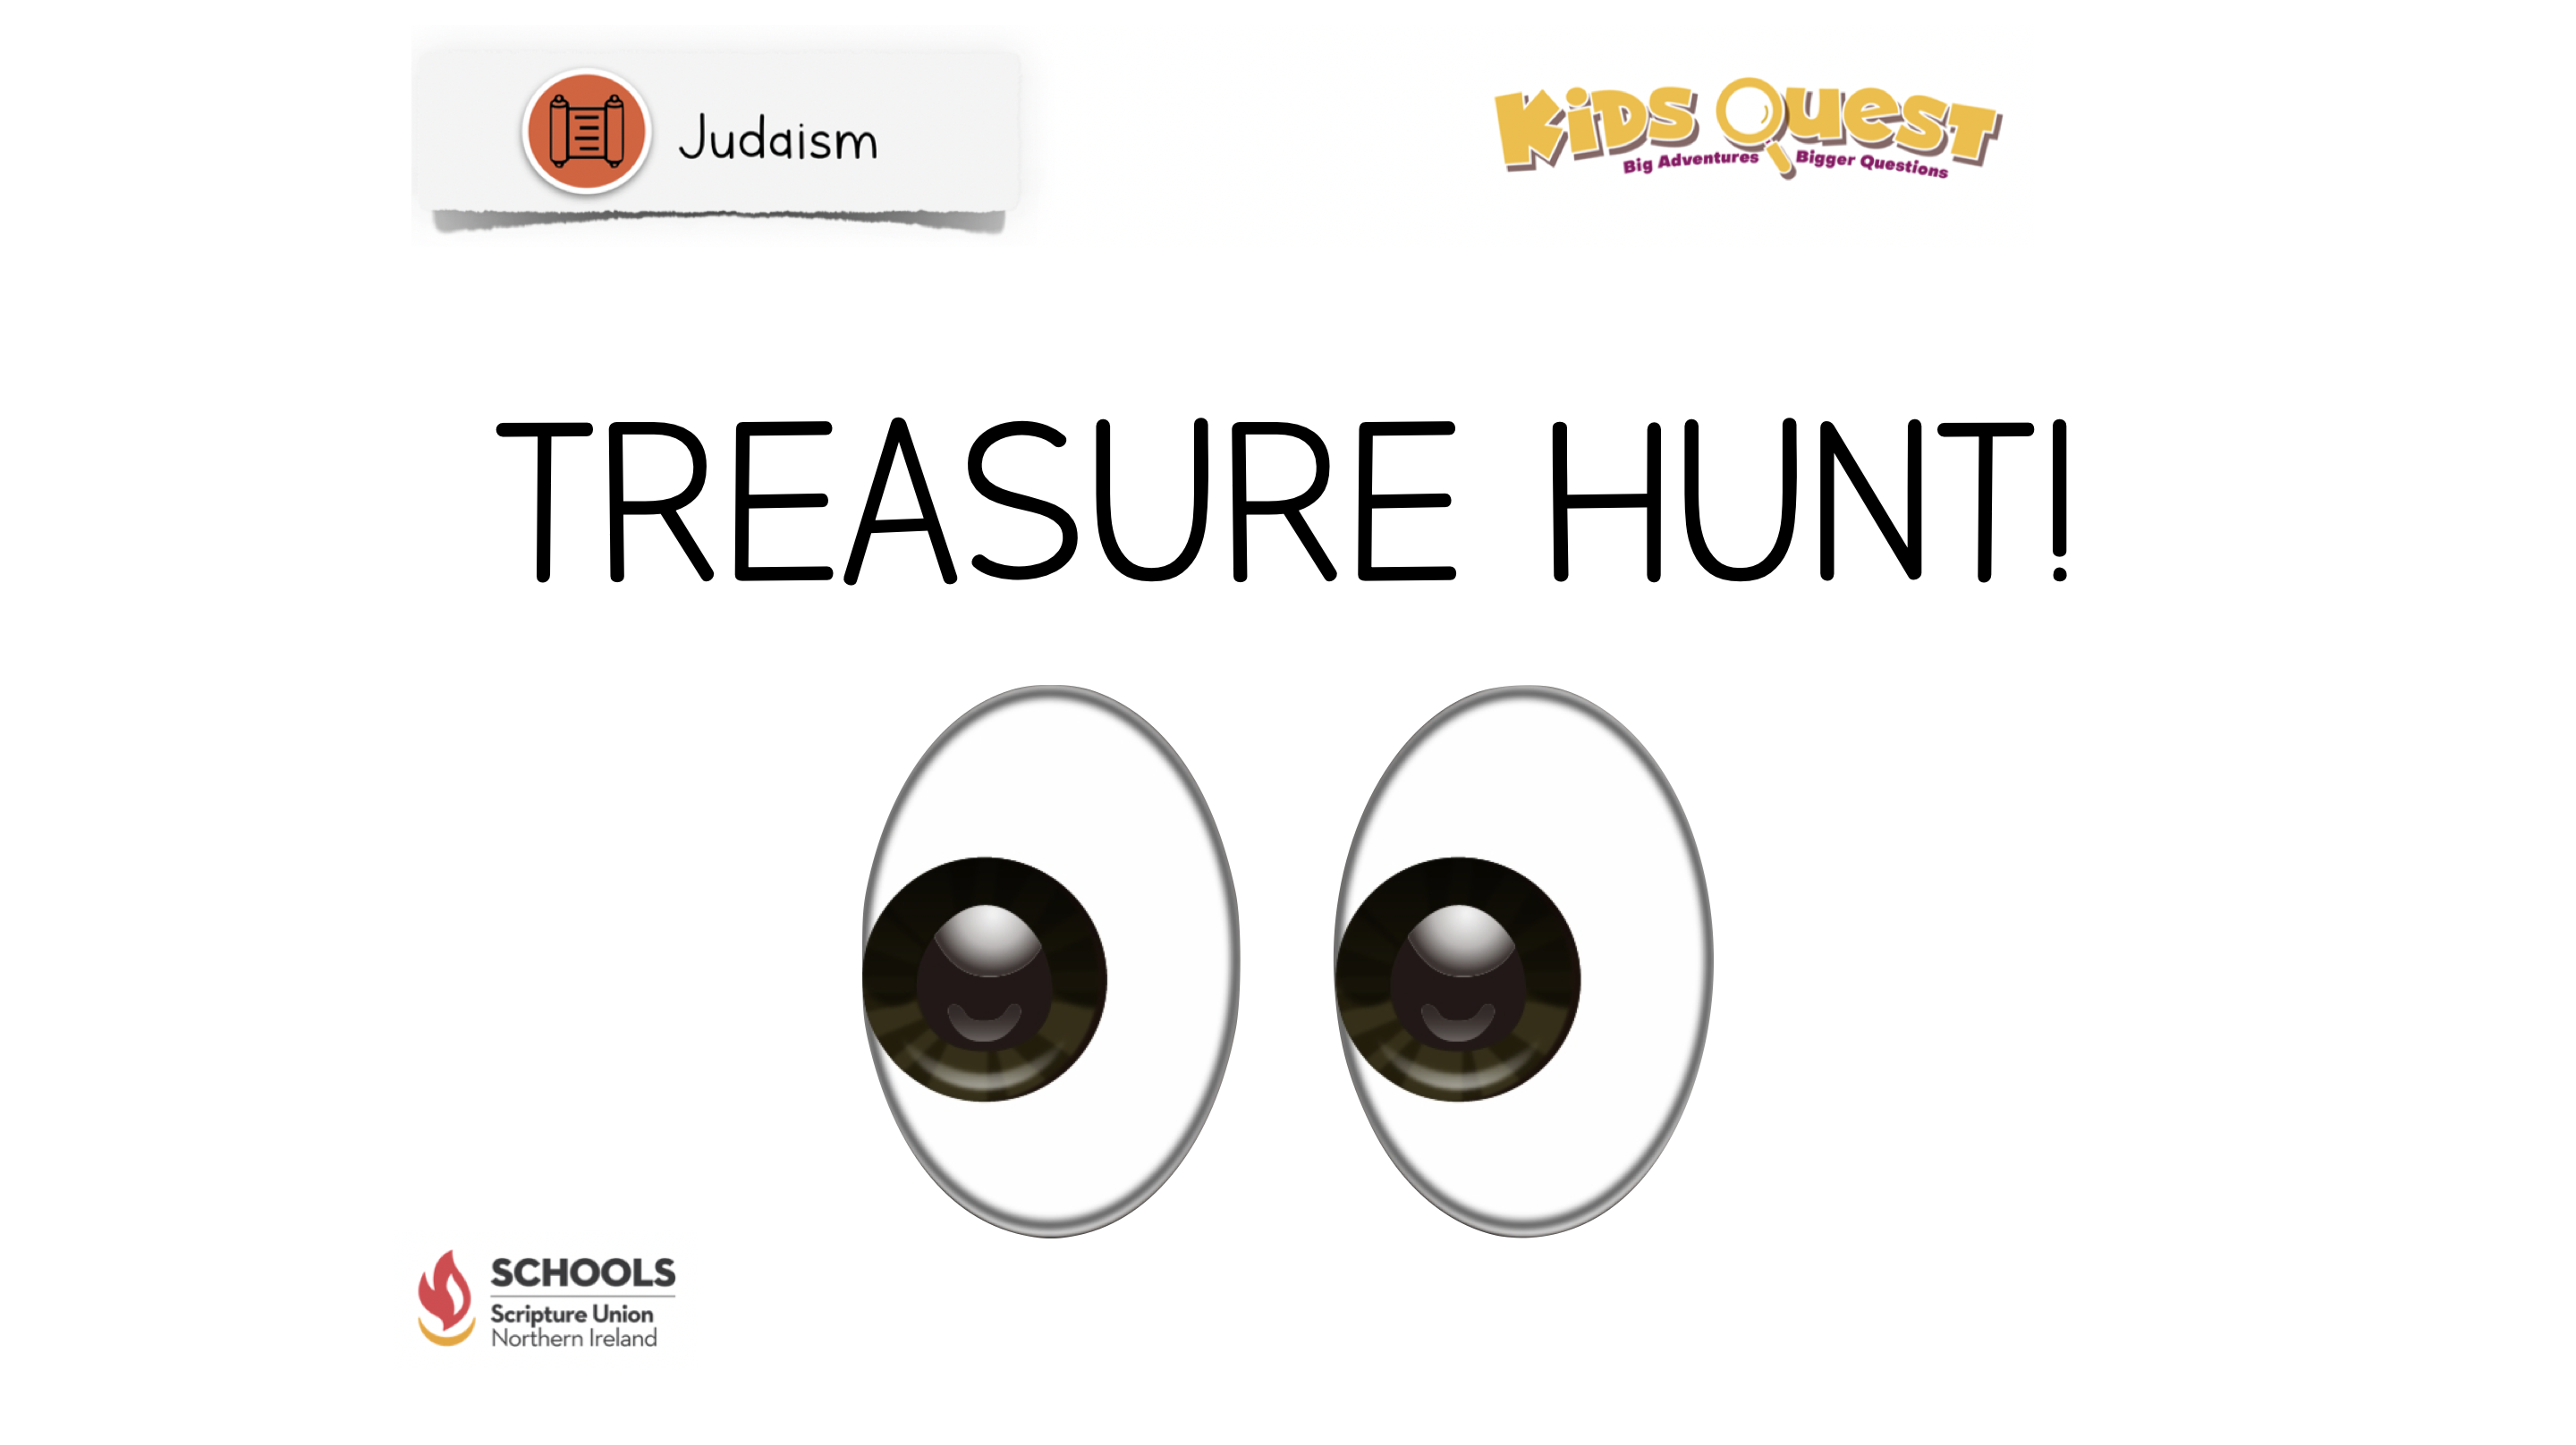 Judaism
KiDS QUEST
Big Adventures Bigger Questions
TREASURE HUNT!
SCHOOLS
Scripture Union
Northern Ireland